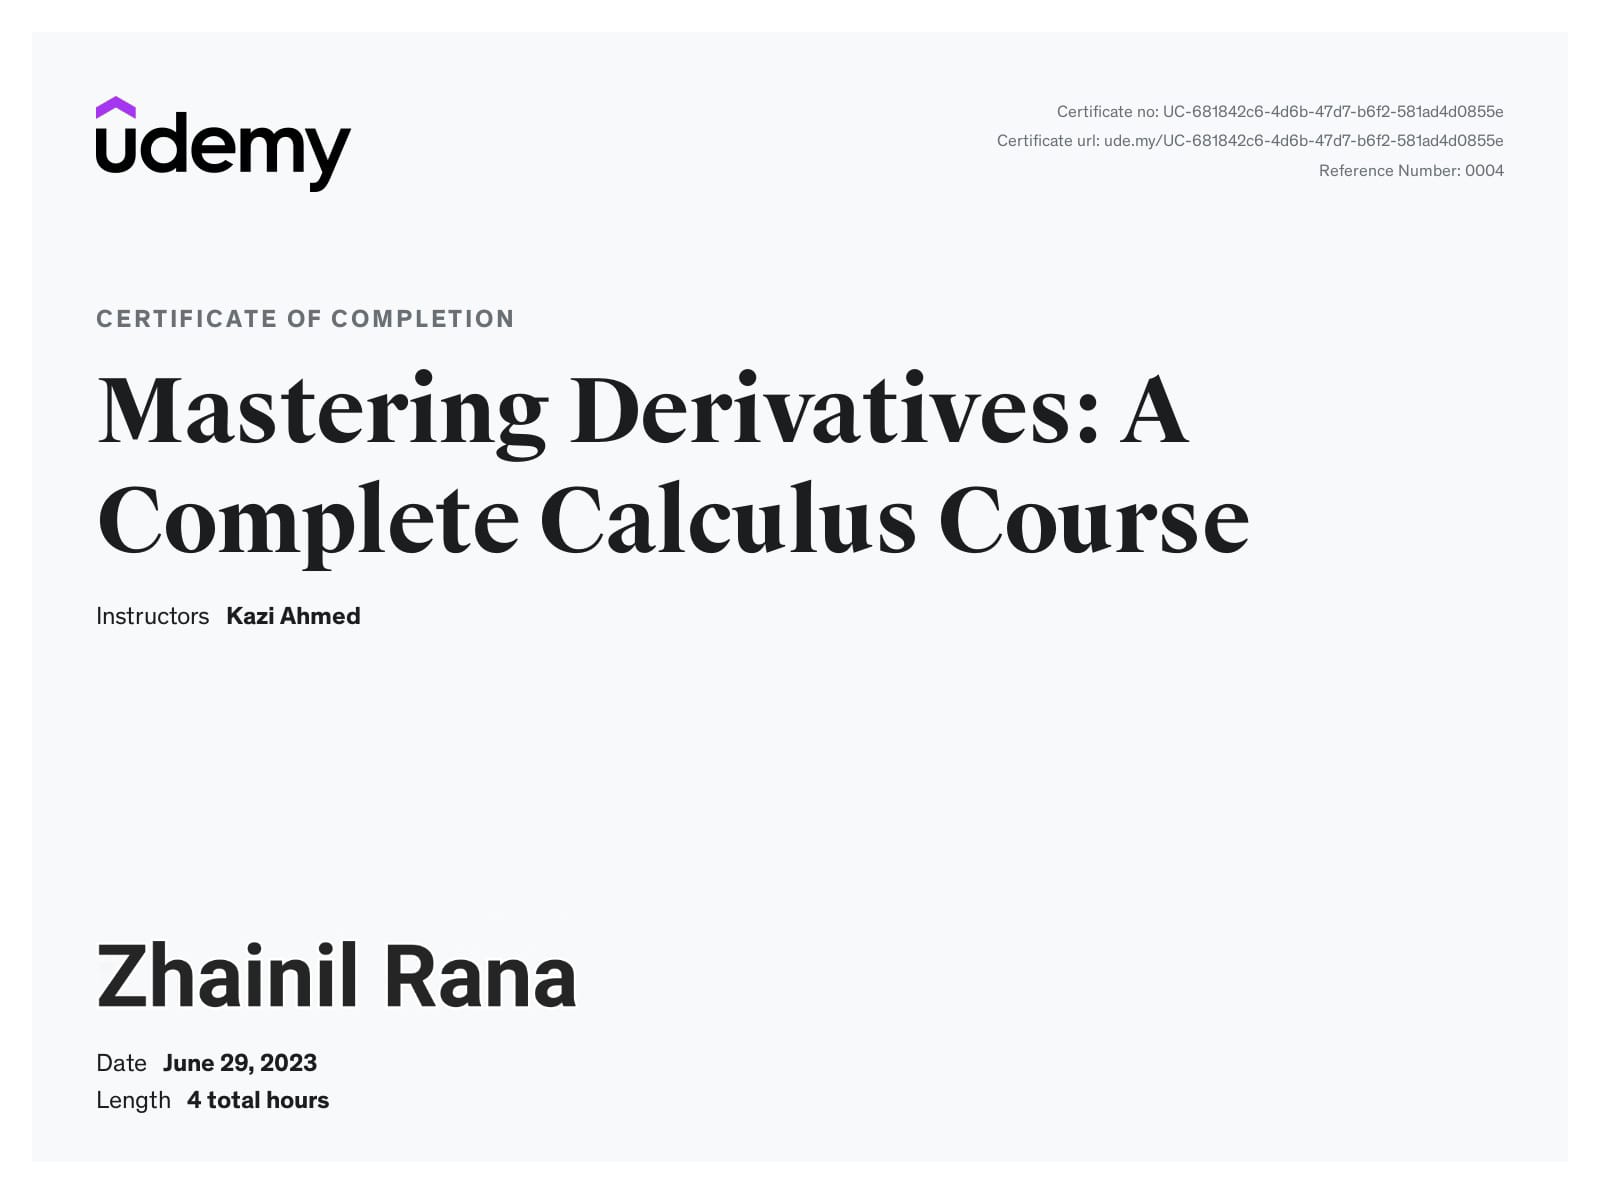 udemy
Certificate no: UC-681842c6-4d6b-47d7-b6f2-581ad4d0855e
Certificate url: ude.my/UC-681842c6-4d6b-47d7-b6f2-581ad4d0855e
Reference Number: 0004
CERTIFICATE OF COMPLETION
Mastering Derivatives: A
Complete Calculus Course
Instructors Kazi Ahmed
Zhainil Rana
Date June 29, 2023
Length 4 total hours